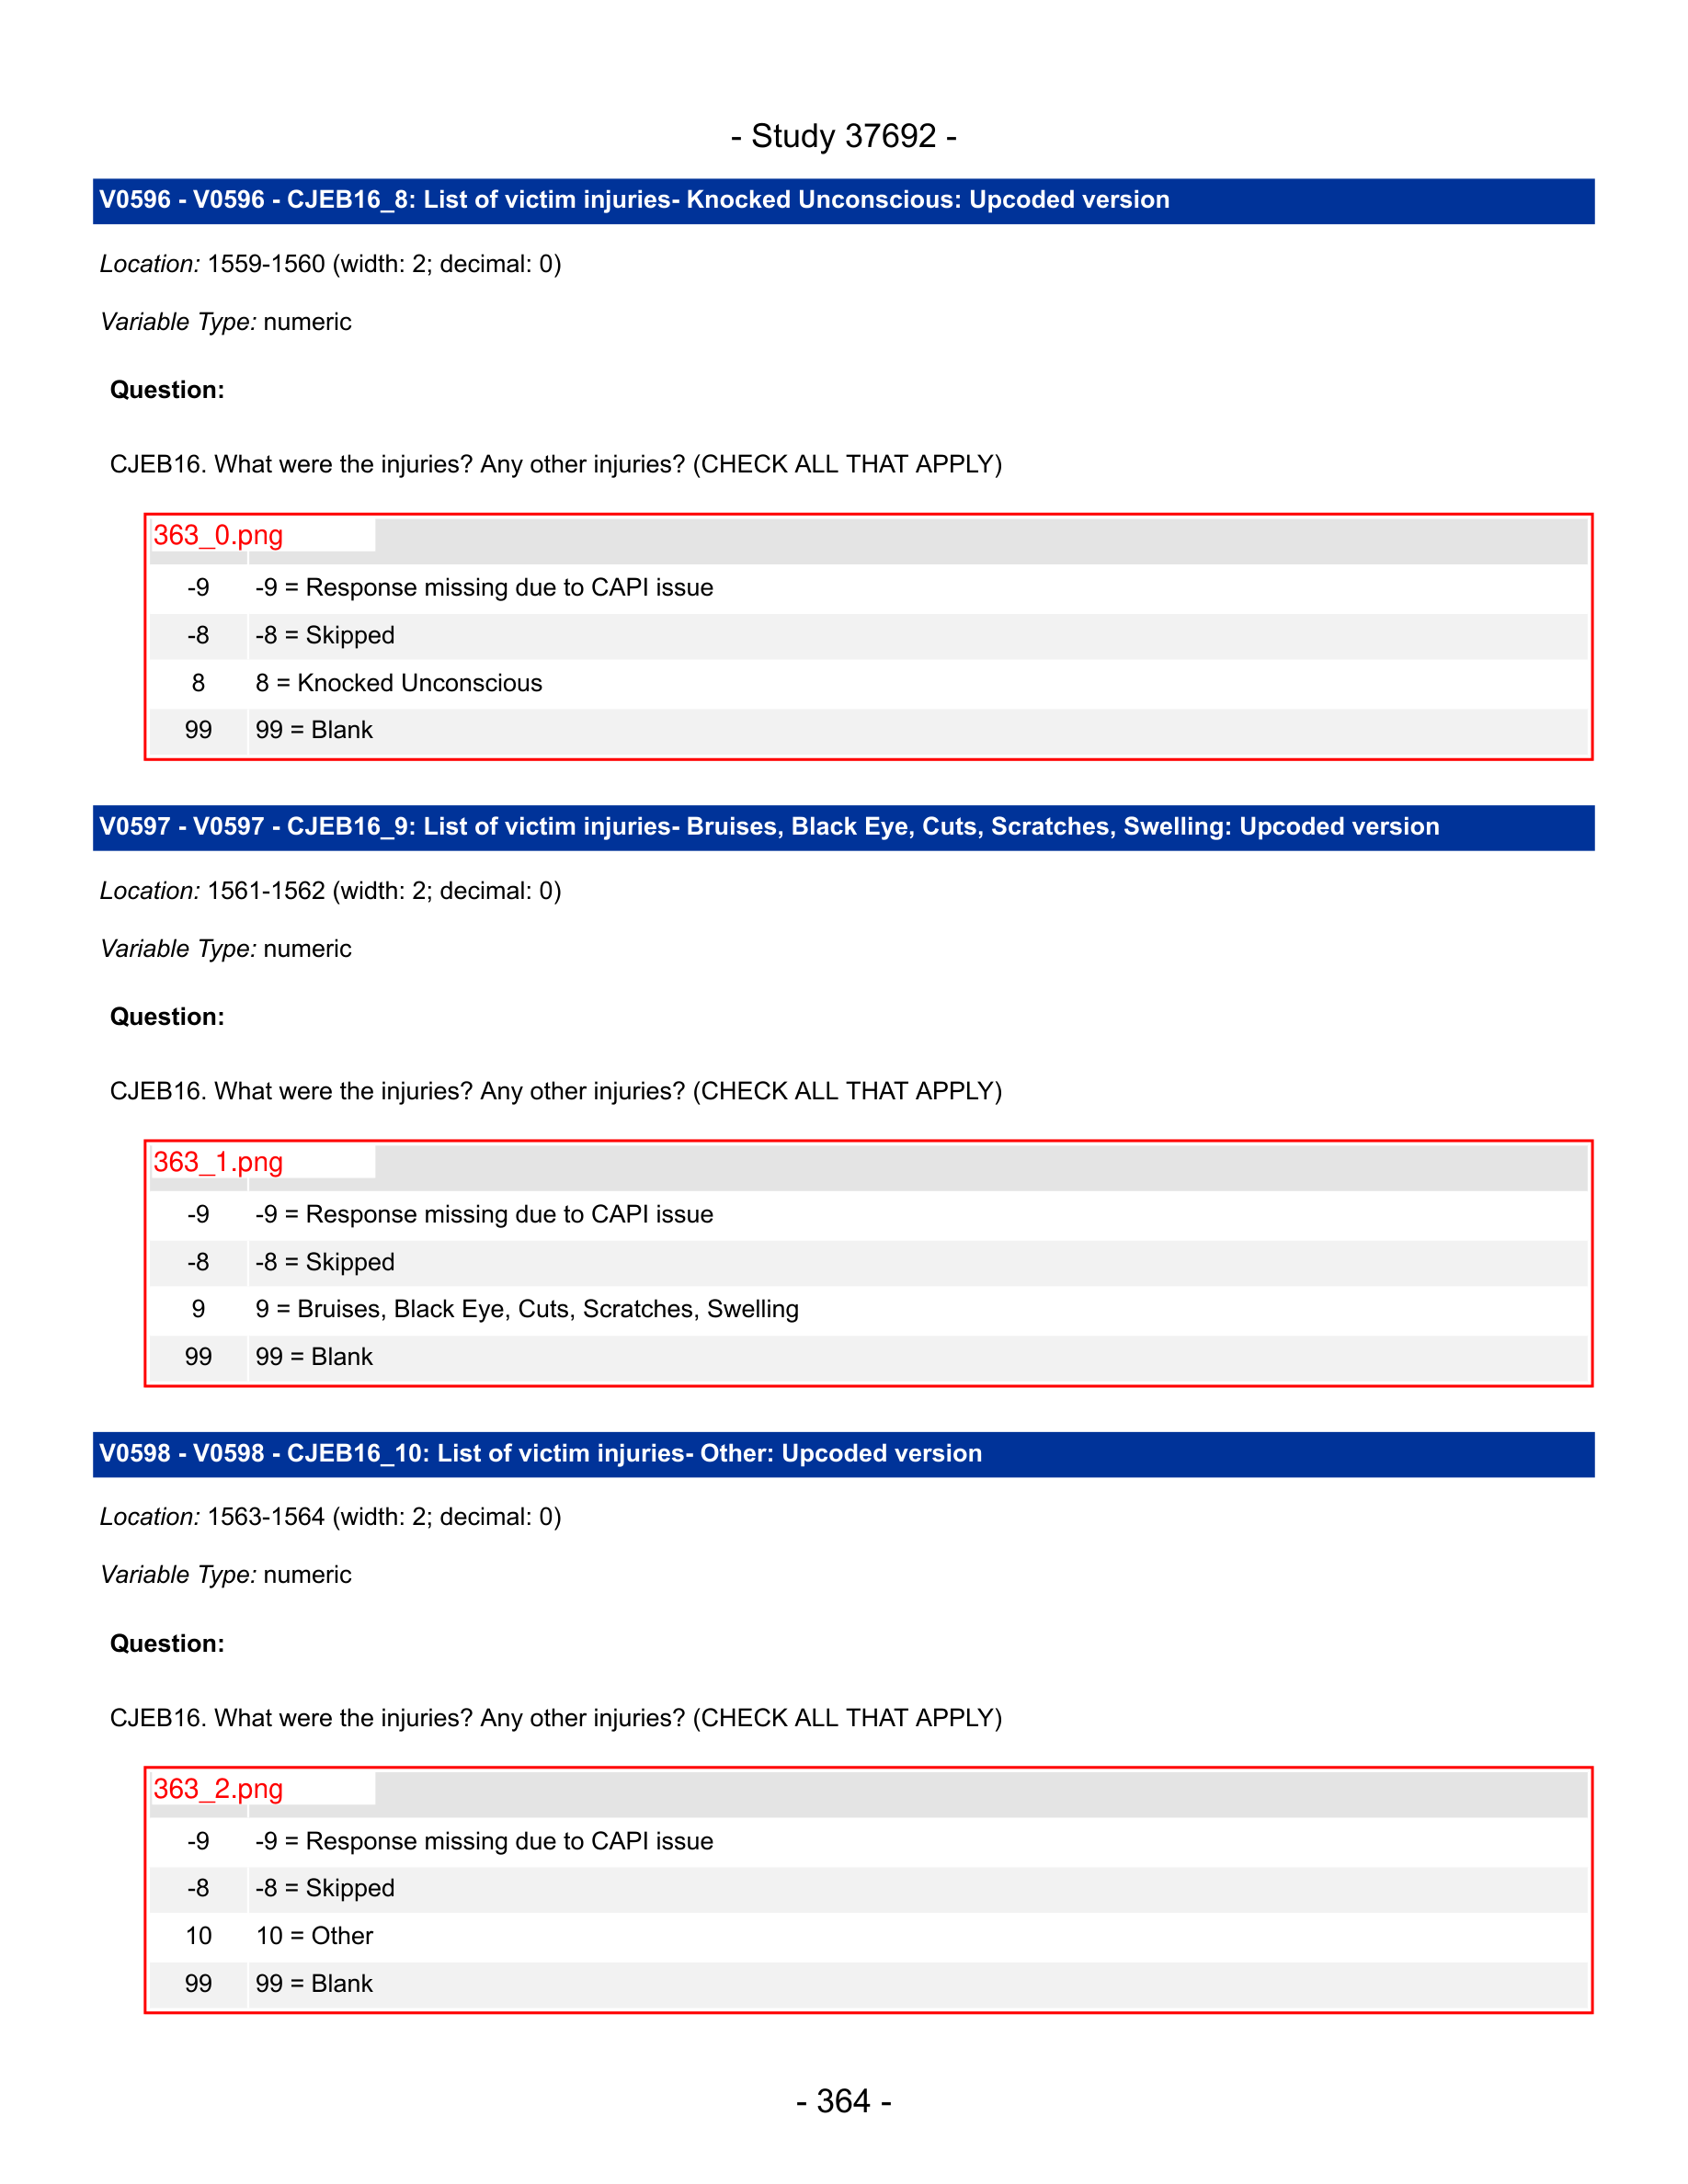 - Study 37692 -
V0596 - V0596 - CJEB16_8: List of victim injuries- Knocked Unconscious: Upcoded version
Location: 1559-1560 (width: 2; decimal: 0)
Variable Type: numeric
Question:
CJEB16. What were the injuries? Any other injuries? (CHECK ALL THAT APPLY)
363_0.png
-9 -9 = Response missing due to CAPI issue
-8 -8 = Skipped
8 8 = Knocked Unconscious
99 99 = Blank
V0597 - V0597 - CJEB16_9: List of victim injuries- Bruises, Black Eye, Cuts, Scratches, Swelling: Upcoded version
Location: 1561-1562 (width: 2; decimal: 0)
Variable Type: numeric
Question:
CJEB16. What were the injuries? Any other injuries? (CHECK ALL THAT APPLY)
363_1.png
-9 -9 = Response missing due to CAPI issue
-8 -8 = Skipped
9 9 = Bruises, Black Eye, Cuts, Scratches, Swelling
99 99 = Blank
V0598 - V0598 - CJEB16_10: List of victim injuries- Other: Upcoded version
Location: 1563-1564 (width: 2; decimal: 0)
Variable Type: numeric
Question:
CJEB16. What were the injuries? Any other injuries? (CHECK ALL THAT APPLY)
363_2.png
-9 -9 = Response missing due to CAPI issue
-8 -8 = Skipped
10 10 = Other
99 99 = Blank
- 364 -